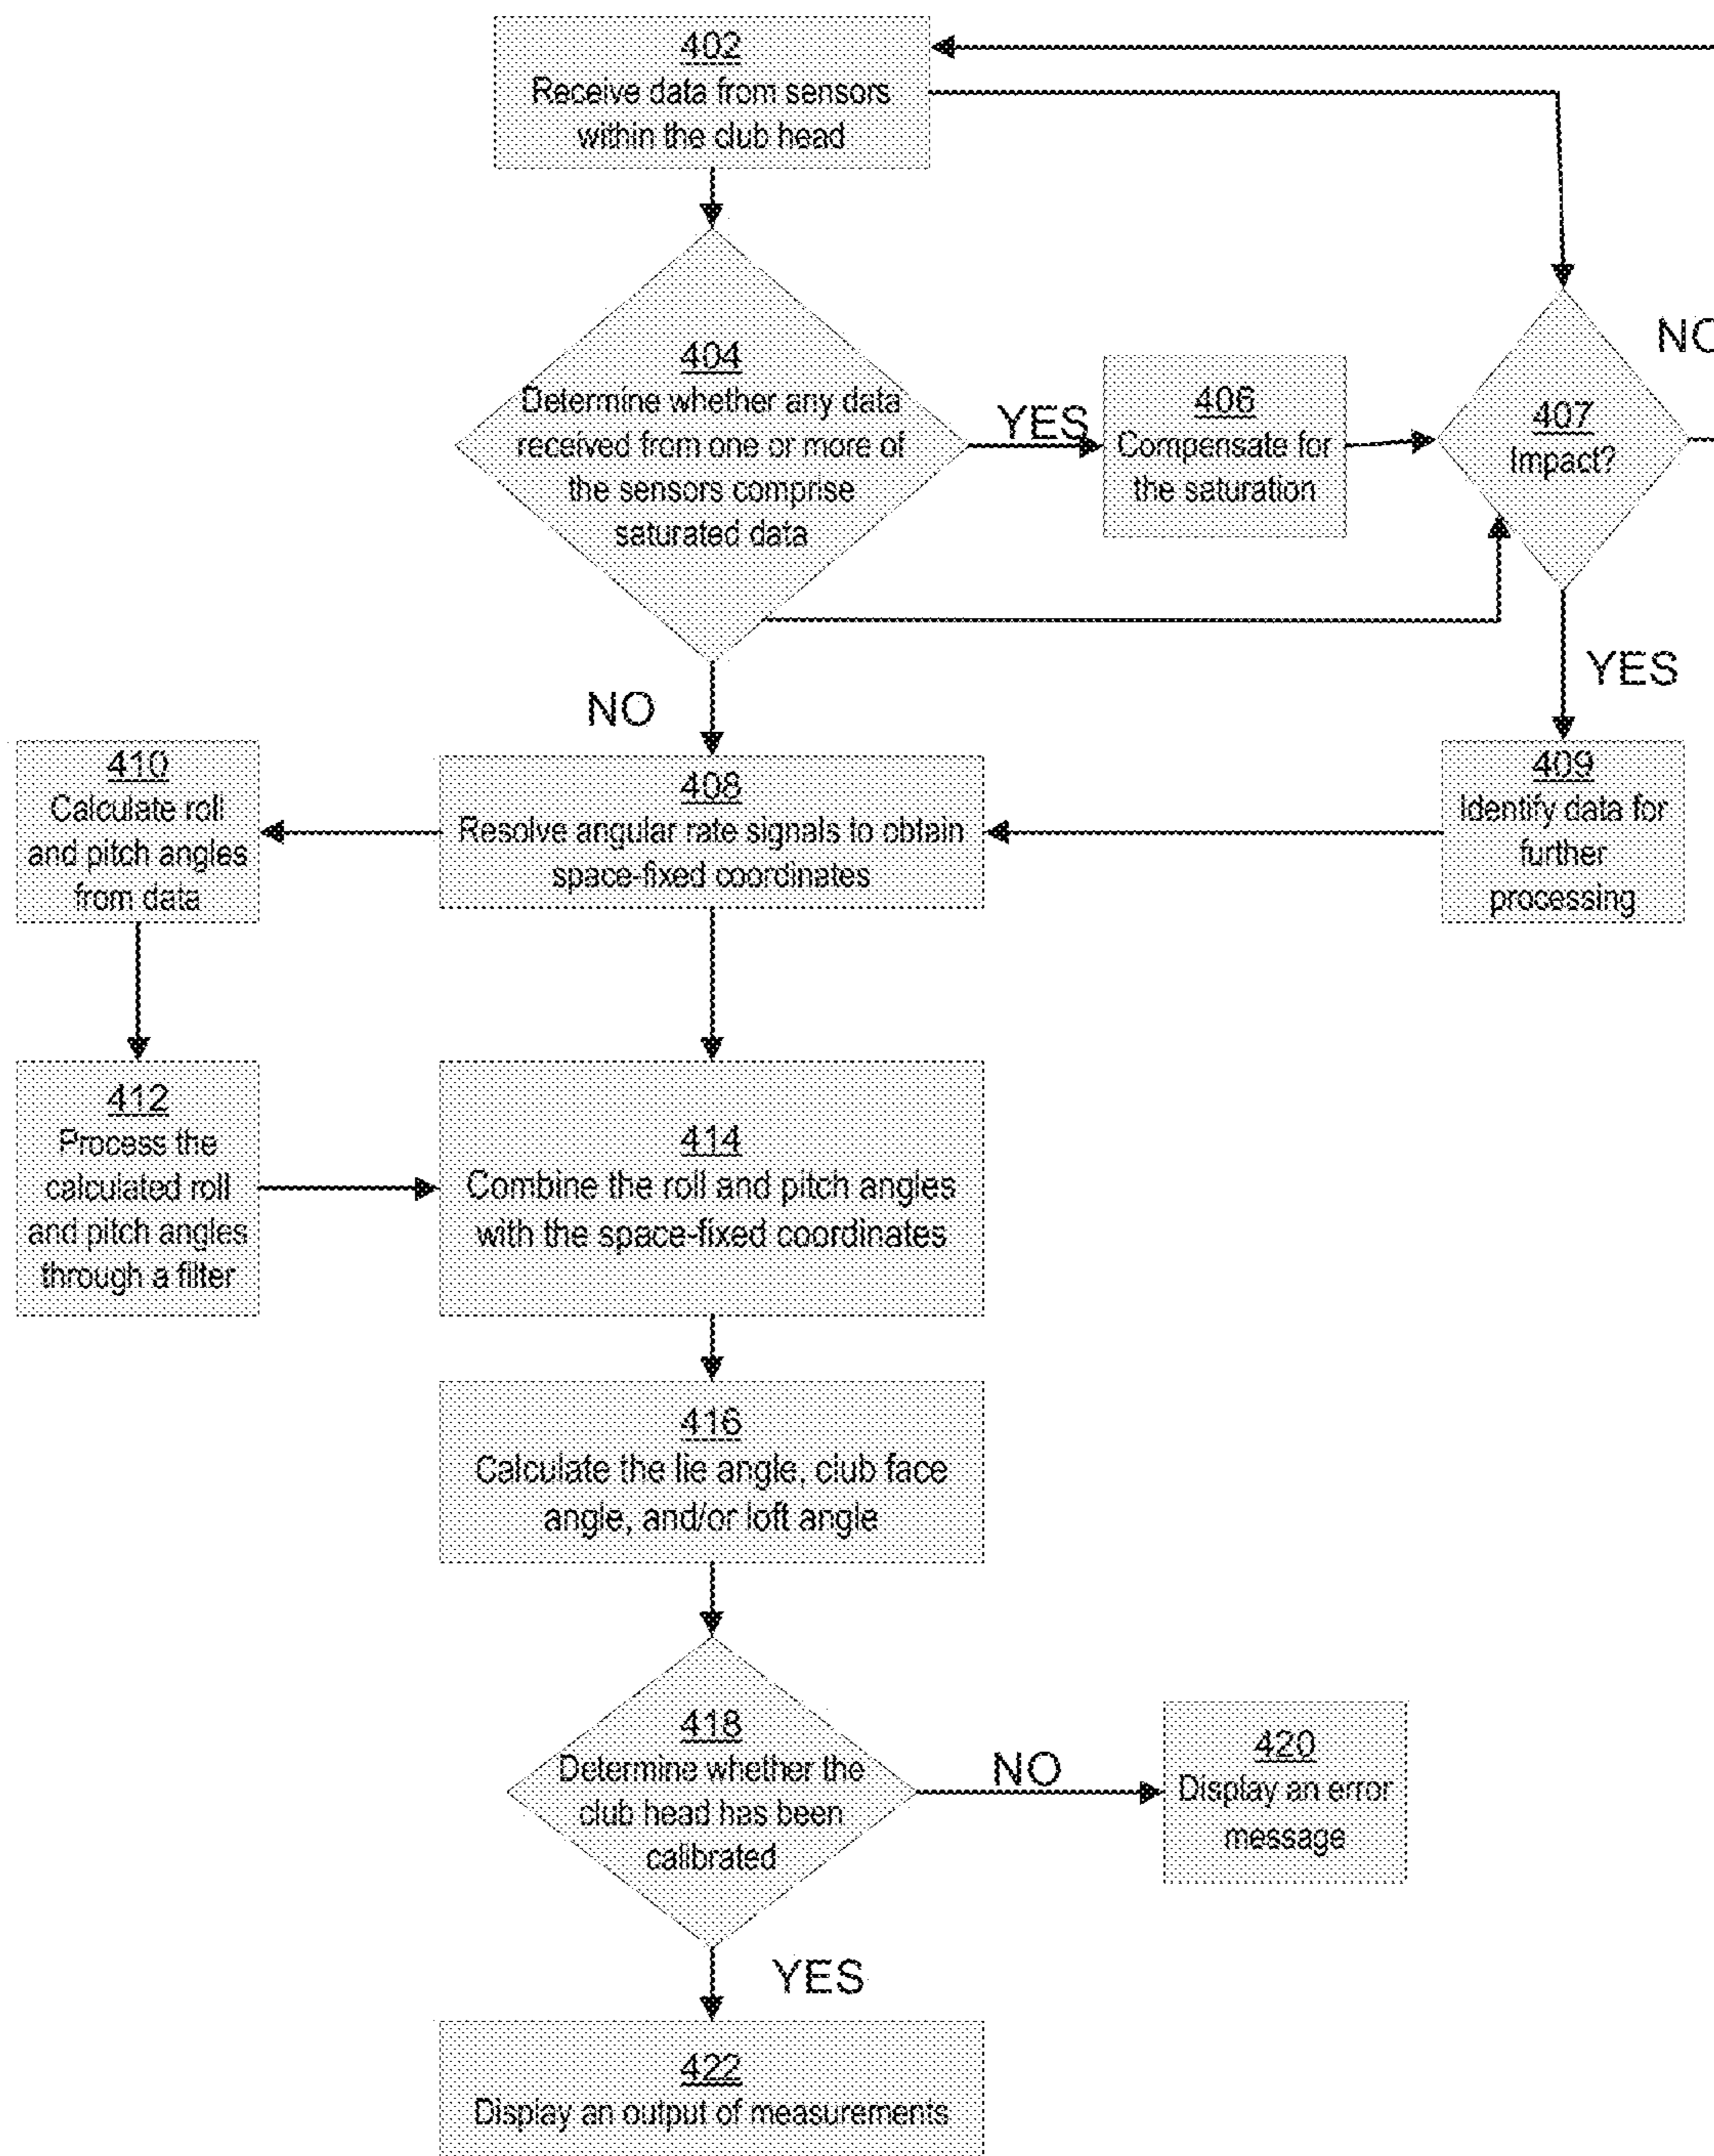 402
Receive data from sensors
within the club head
404
Determine whether any data
received from one or more of
the sensors comprise
saturated data
YES
406
Compensate for
the saturation
407
Impact?
NO
YES
NO
409
Identify data for
further
processing
408
Resolve angular rate signals to obtain
space-fixed coordinates
410
Calculate roll
and pitch angles
from data
412
Process the
calculated roll
and pitch angles
through a filter
414
Combine the roll and pitch angles
with the space-fixed coordinates
416
Calculate the lie angle, club face
angle, and/or loft angle
418
Determine whether the
club head has been
calibrated
NO
420
Display an error
message
YES
422
Display an output of measurements